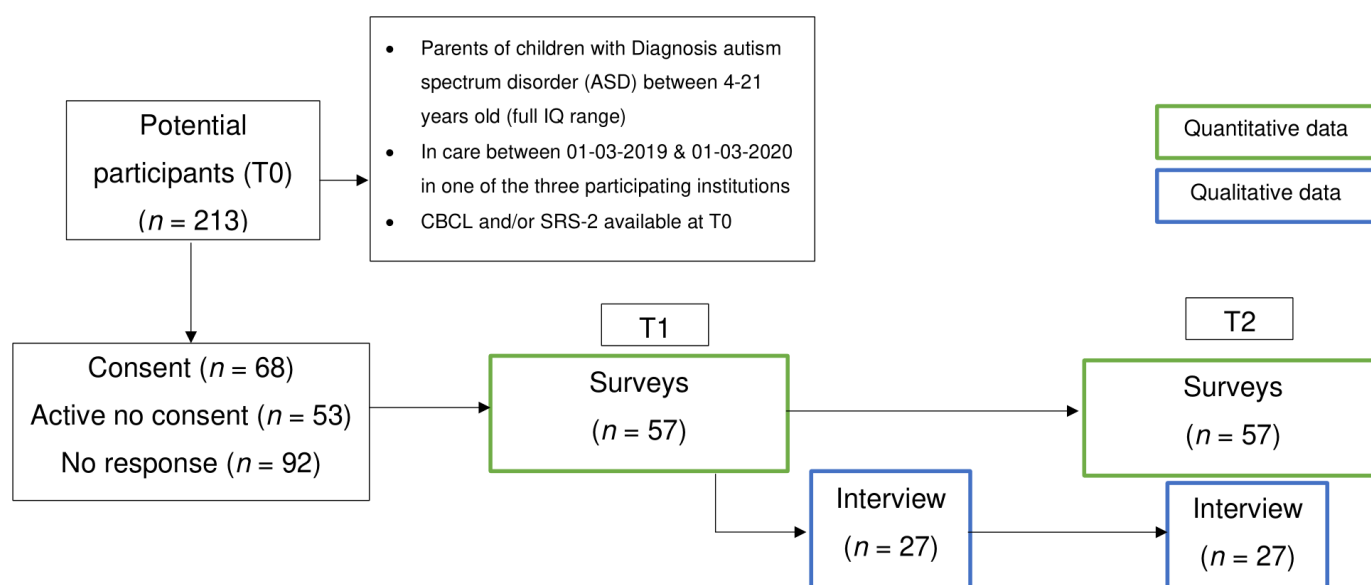 Potential
participants (T0)
(n = 213)
• Parents of children with Diagnosis autism
spectrum disorder (ASD) between 4-21
years old (full IQ range)
• In care between 01-03-2019 & 01-03-2020
in one of the three participating institutions
• CBCL and/or SRS-2 available at T0
Quantitative data
Qualitative data
Consent (n = 68)
Active no consent (n = 53)
No response (n = 92)
T1
Surveys
(n = 57)
Interview
(n = 27)
T2
Surveys
(n = 57)
Interview
(n = 27)